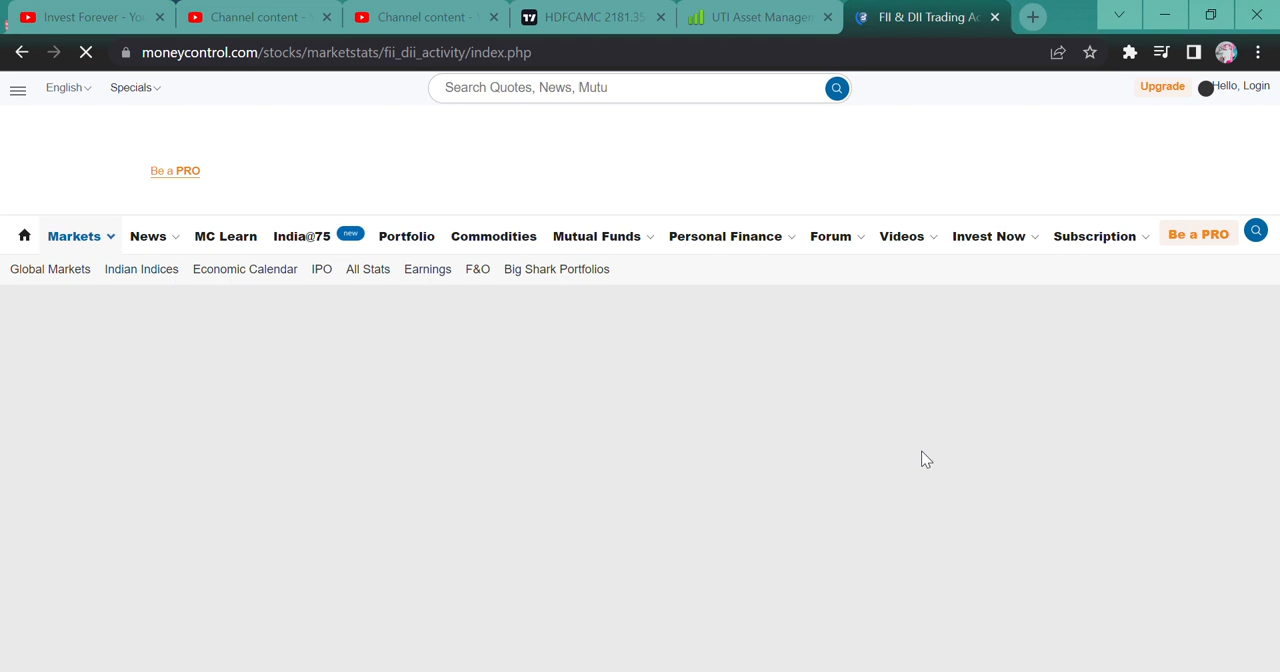 Invest Forever - Yo
Channel content -
Channel content -
HDFCAMC 2181.35
UTI Asset Manager
FII & DII Trading Ac
moneycontrol.com/stocks/marketstats/fii_dii_activity/index.php
English
Specials
Search Quotes, News, Mutu
Upgrade
Hello, Login
Be a PRO
Markets
News
MC Learn
India@75
new
Portfolio
Commodities
Mutual Funds
Personal Finance
Forum
Videos
Invest Now
Subscription
Be a PRO
Global Markets
Indian Indices
Economic Calendar
IPO
All Stats
Earnings
F&O
Big Shark Portfolios